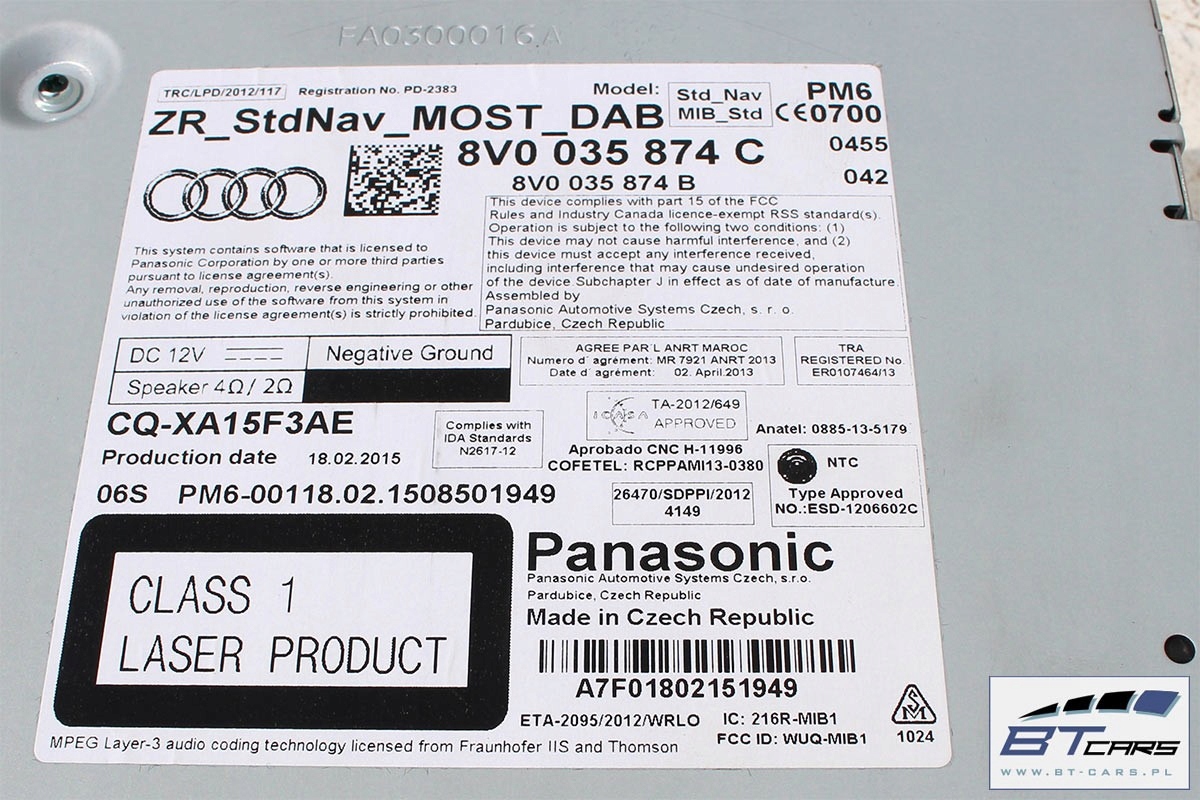 FA0300016A
TRC/LPD/2012/117 Registration No. PD-2383 Model: Std_Nav MIB_Std PM6
ZR_StdNav_MOST_DAB CE0700
8V0 035 874 C 0455
8V0 035 874 B 042
This device complies with part 15 of the FCC
Rules and Industry Canada licence-exempt RSS standard(s).
Operation is subject to the following two conditions: (1)
This device may not cause harmful interference, and (2)
this device must accept any interference received,
including interference that may cause undesired operation
of the device.Subchapter J in effect as of date of manufacture.
Assembled by
Panasonic Automotive Systems Czech, s. r. o.
Pardubice, Czech Republic
This system contains software that is licensed to
Panasonic Corporation by one or more third parties
pursuant to license agreement(s).
Any removal, reproduction, reverse engineering or other
unauthorized use of the software from this system in
violation of the license agreement(s) is strictly prohibited.
DC 12V Negative Ground
Speaker 4Ω/ 2Ω
AGREE PAR´L ANRT MAROC
Numero d´ agrément: MR 7921 ANRT 2013
Date d´ agrément: 02. April.2013
TRA
REGISTERED No
ER0107464/13
CQ-XA15F3AE
Production date 18.02.2015
Complies with
IDA Standards
N2617-12
ICASA
TA-2012/649
APPROVED
Anatel: 0885-13-5179
Aprobado CNC H-11996
COFETEL: RCPPAMI13-0380
NTC
Type Approved
NO.:ESD-1206602C
06S PM6-00118.02.1508501949
26470/SDPPI/2012
4149
CLASS 1
LASER PRODUCT
Panasonic
Panasonic Automotive Systems Czech, s.r.o.
Pardubice, Czech Republic
Made in Czech Republic
A7F01802151949
ETA-2095/2012/WRLO IC: 216R-MIB1
FCC ID: WUQ-MIB1
1024
MPEG Layer-3 audio coding technology licensed from Fraunhofer IIS and Thomson
BT CARS
WWW.BT-CARS.PL